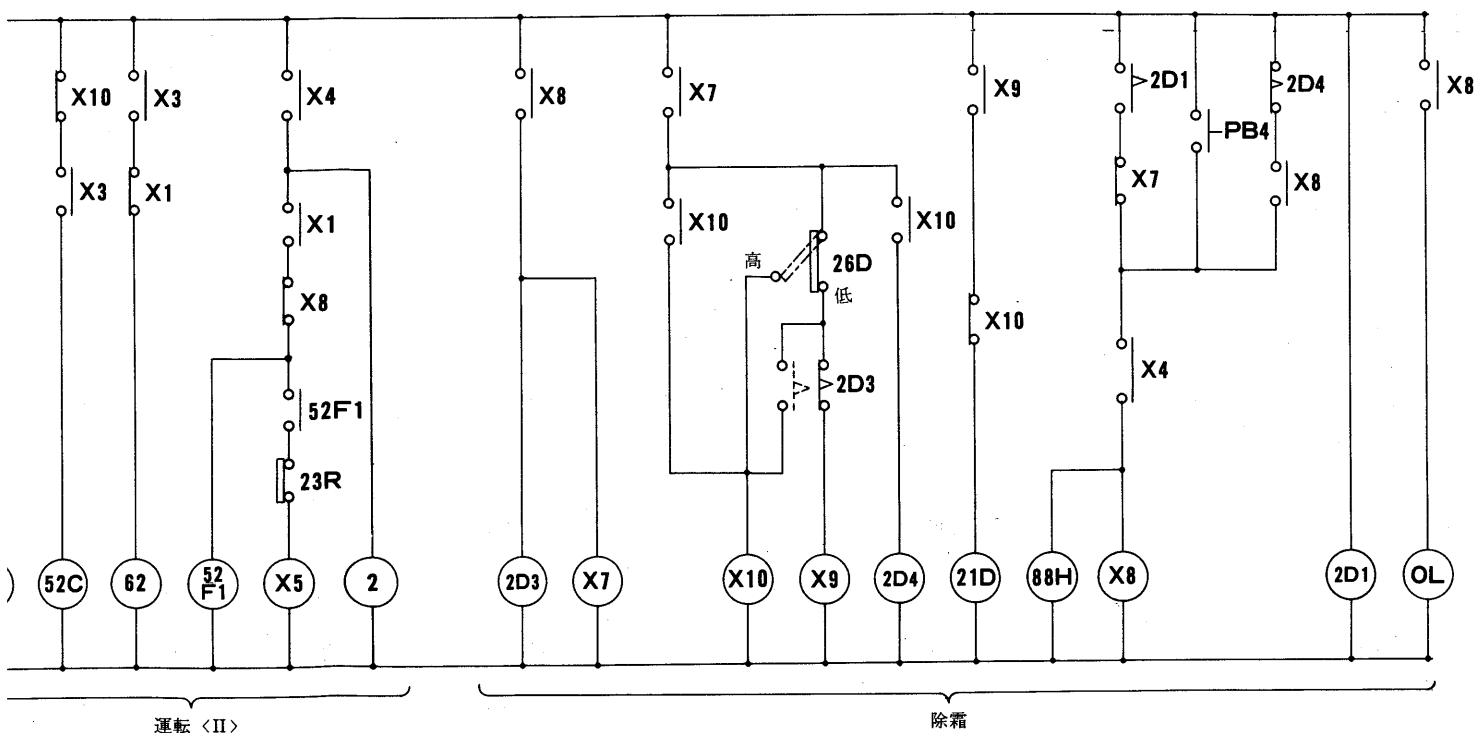 X10
X3
X4
X8
X7
X9
2D1
2D4
X8
PB4
X3
X1
X7
X8
X1
X10
X10
26D
高
低
X8
X10
2D3
X4
52F1
23R
52C
62
52
F1
X5
2
2D3
X7
X10
X9
2D4
21D
88H
X8
2D1
OL
運転〈II〉
除霜